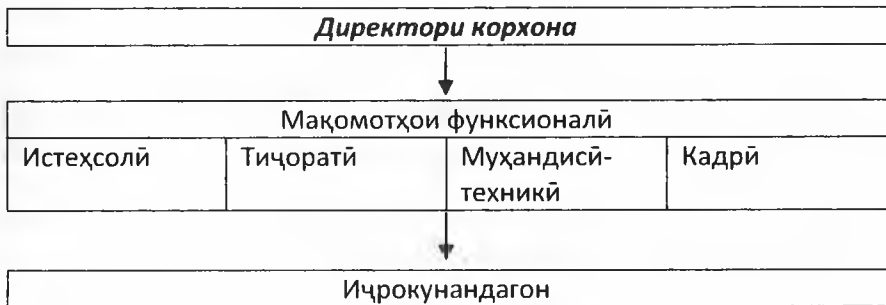 Директори корхона
Мақомотҳои функсионалӣ
Истеҳсолӣ Тиҷоратӣ Муҳандисӣ- Кадрӣ
техникӣ
Иҷрокунандагон